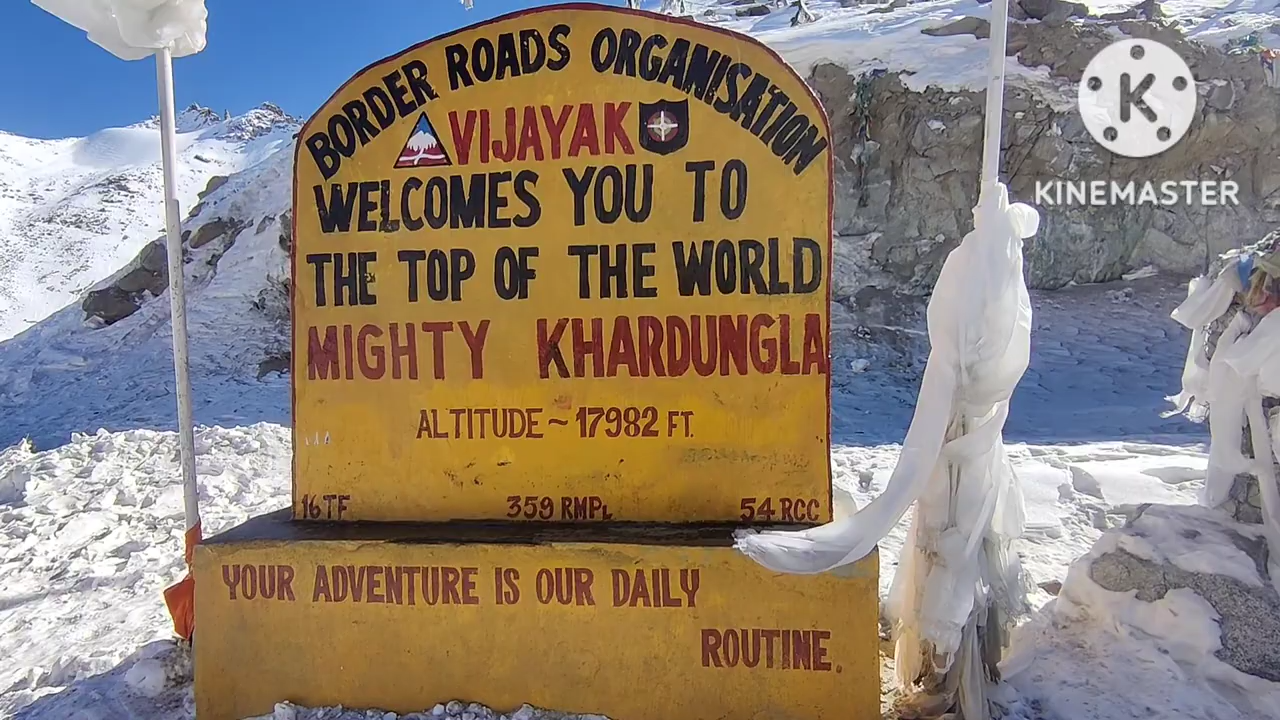 BORDER ROADS ORGANISATION
VIJAYAK
WELCOMES YOU TO
THE TOP OF THE WORLD
MIGHTY KHARDUNGLA
ALTITUDE ~ 17982 FT.
16 TF 359 RMPL 54 RCC
YOUR ADVENTURE IS OUR DAILY
ROUTINE.
K
KINEMASTER